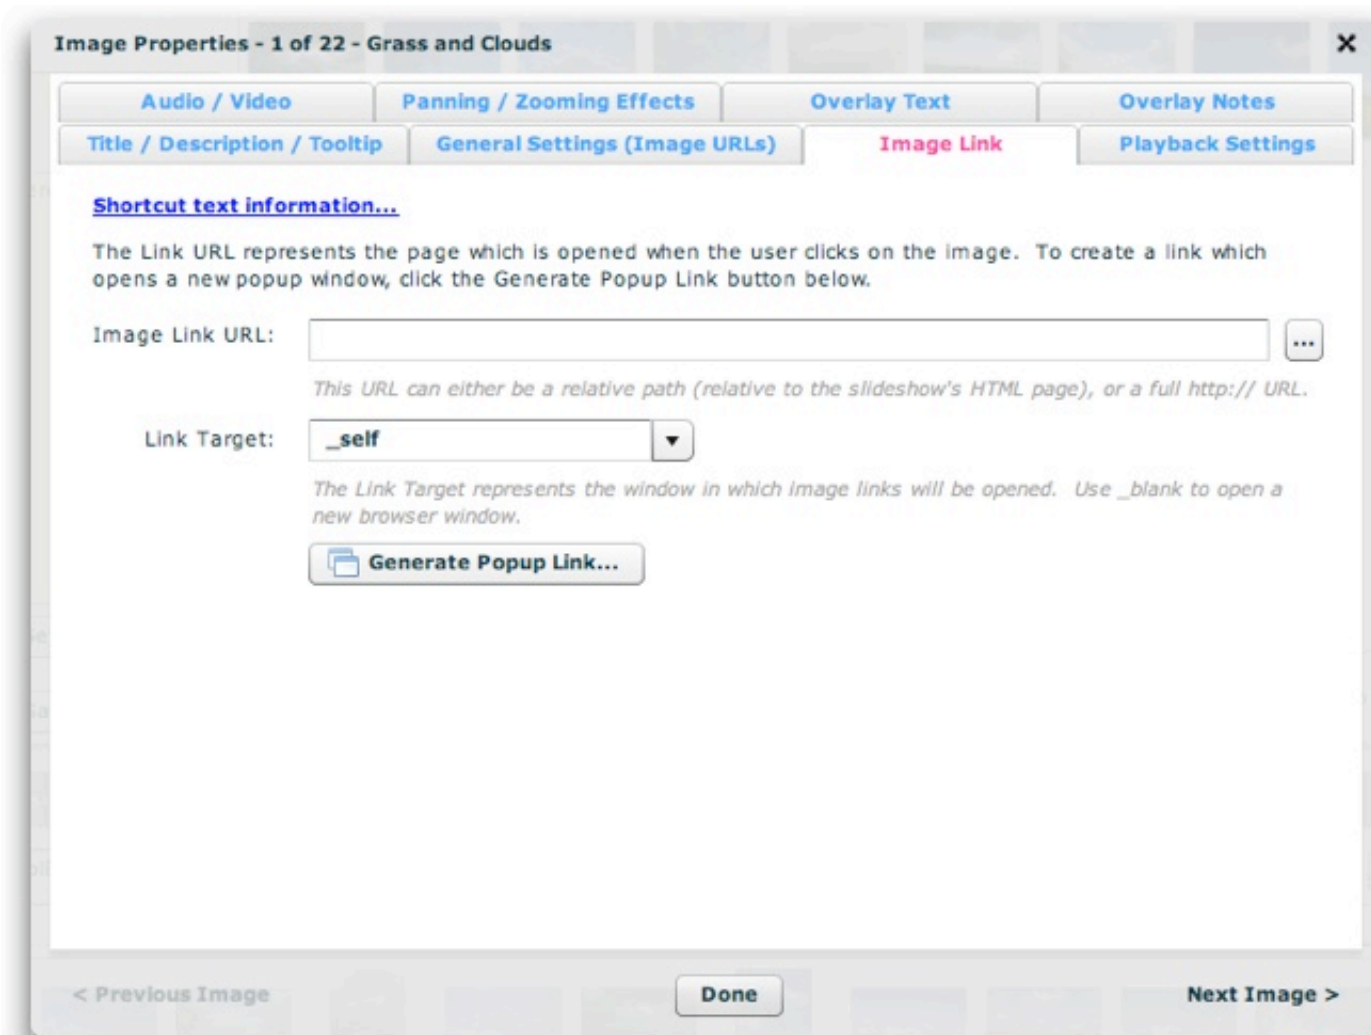 Image Properties - 1 of 22 - Grass and Clouds
Audio / Video
Panning / Zooming Effects
Overlay Text
Overlay Notes
Title / Description / Tooltip
General Settings (Image URLs)
Image Link
Playback Settings
Shortcut text information...
The Link URL represents the page which is opened when the user clicks on the image. To create a link which
opens a new popup window, click the Generate Popup Link button below.
Image Link URL:
...
This URL can either be a relative path (relative to the slideshow's HTML page), or a full http:// URL.
Link Target:
_self
The Link Target represents the window in which image links will be opened. Use _blank to open a
new browser window.
Generate Popup Link...
< Previous Image
Done
Next Image >